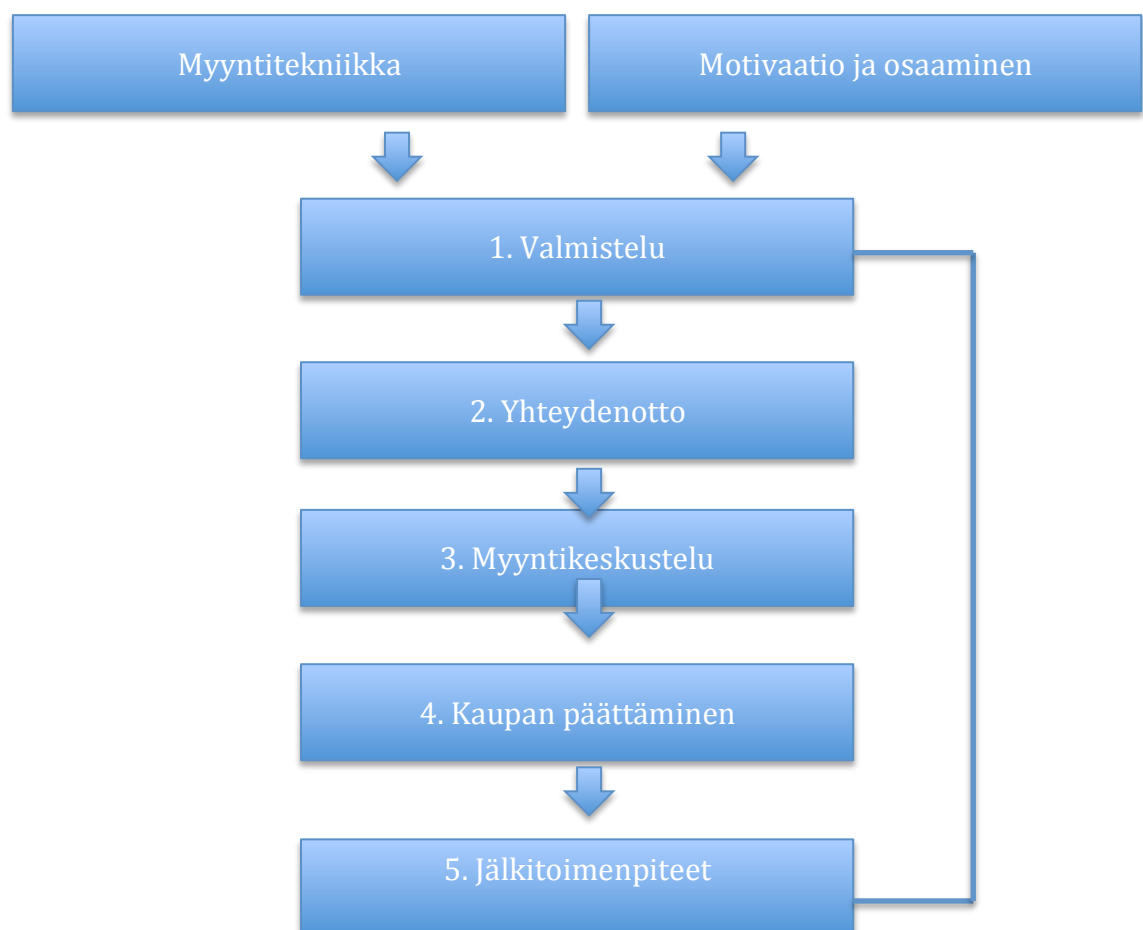 Myyntitekniikka
Motivaatio ja osaaminen
1. Valmistelu
2. Yhteydenotto
3. Myyntikeskustelu
4. Kaupan päättäminen
5. Jälkitoimenpiteet